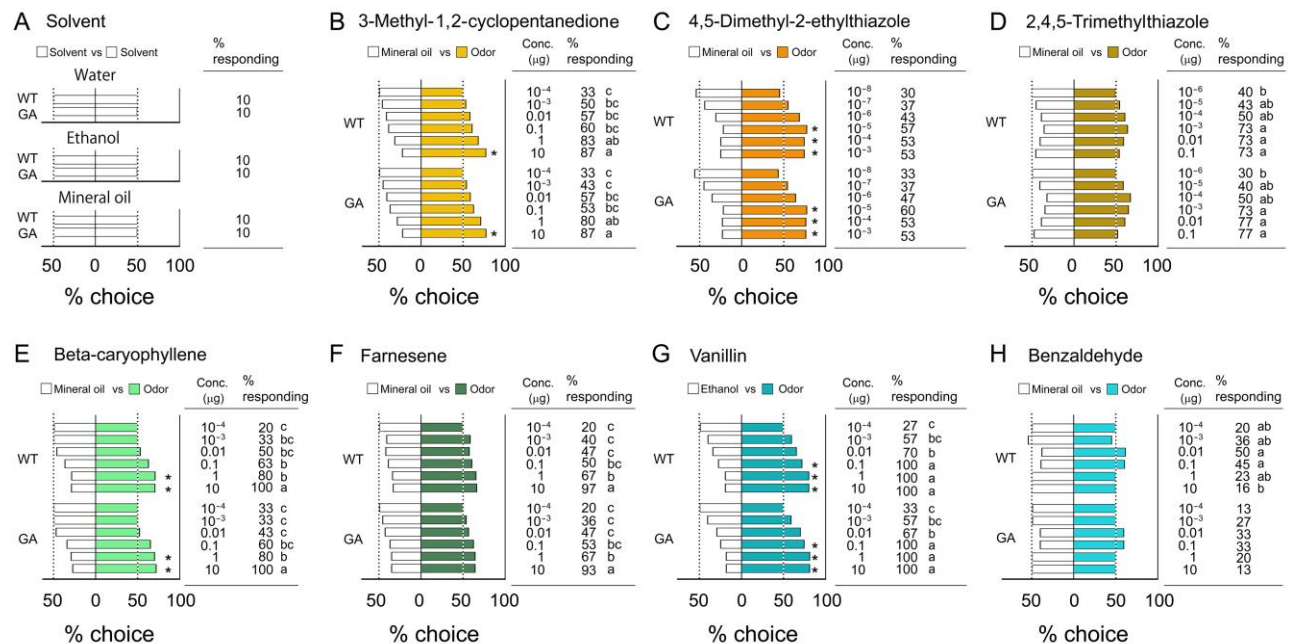 A Solvent
Solvent vs Solvent
% responding
Water
WT 10
GA 10
Ethanol
WT 10
GA 10
Mineral oil
WT 10
GA 10
50 0 50 100
% choice
B 3-Methyl-1,2-cyclopentanedione
Mineral oil vs Odor
Conc. (μg) % responding
WT
10⁻⁴ 33 c
10⁻³ 50 bc
0.01 57 bc
0.1 60 bc
1 83 ab
* 10 87 a
GA
10⁻⁴ 33 c
10⁻³ 43 c
0.01 57 bc
0.1 53 bc
1 80 ab
* 10 87 a
50 0 50 100
% choice
C 4,5-Dimethyl-2-ethylthiazole
Mineral oil vs Odor
Conc. (μg) % responding
WT
10⁻⁸ 30
10⁻⁷ 37
10⁻⁶ 43
* 10⁻⁵ 57
* 10⁻⁴ 53
* 10⁻³ 53
GA
10⁻⁸ 33
10⁻⁷ 37
10⁻⁶ 47
* 10⁻⁵ 60
* 10⁻⁴ 53
* 10⁻³ 53
50 0 50 100
% choice
D 2,4,5-Trimethylthiazole
Mineral oil vs Odor
Conc. (μg) % responding
WT
10⁻⁶ 40 b
10⁻⁵ 43 ab
10⁻⁴ 50 ab
10⁻³ 73 a
0.01 73 a
0.1 73 a
GA
10⁻⁶ 30 b
10⁻⁵ 40 ab
10⁻⁴ 50 ab
10⁻³ 73 a
0.01 77 a
0.1 77 a
50 0 50 100
% choice
E Beta-caryophyllene
Mineral oil vs Odor
Conc. (μg) % responding
WT
10⁻⁴ 20 c
10⁻³ 33 bc
0.01 50 bc
0.1 63 b
* 1 80 b
* 10 100 a
GA
10⁻⁴ 33 c
10⁻³ 33 c
0.01 43 c
0.1 60 bc
* 1 80 b
* 10 100 a
50 0 50 100
% choice
F Farnesene
Mineral oil vs Odor
Conc. (μg) % responding
WT
10⁻⁴ 20 c
10⁻³ 40 c
0.01 47 c
0.1 50 bc
1 67 b
10 97 a
GA
10⁻⁴ 20 c
10⁻³ 36 c
0.01 47 c
0.1 53 bc
1 67 b
10 93 a
50 0 50 100
% choice
G Vanillin
Ethanol vs Odor
Conc. (μg) % responding
WT
10⁻⁴ 27 c
10⁻³ 57 bc
0.01 70 b
* 0.1 100 a
* 1 100 a
* 10 100 a
GA
10⁻⁴ 33 c
10⁻³ 57 bc
0.01 67 b
* 0.1 100 a
* 1 100 a
* 10 100 a
50 0 50 100
% choice
H Benzaldehyde
Mineral oil vs Odor
Conc. (μg) % responding
WT
10⁻⁴ 20 ab
10⁻³ 36 ab
0.01 50 a
0.1 45 a
1 23 ab
10 16 b
GA
10⁻⁴ 13
10⁻³ 27
0.01 33
0.1 33
1 20
10 13
50 0 50 100
% choice